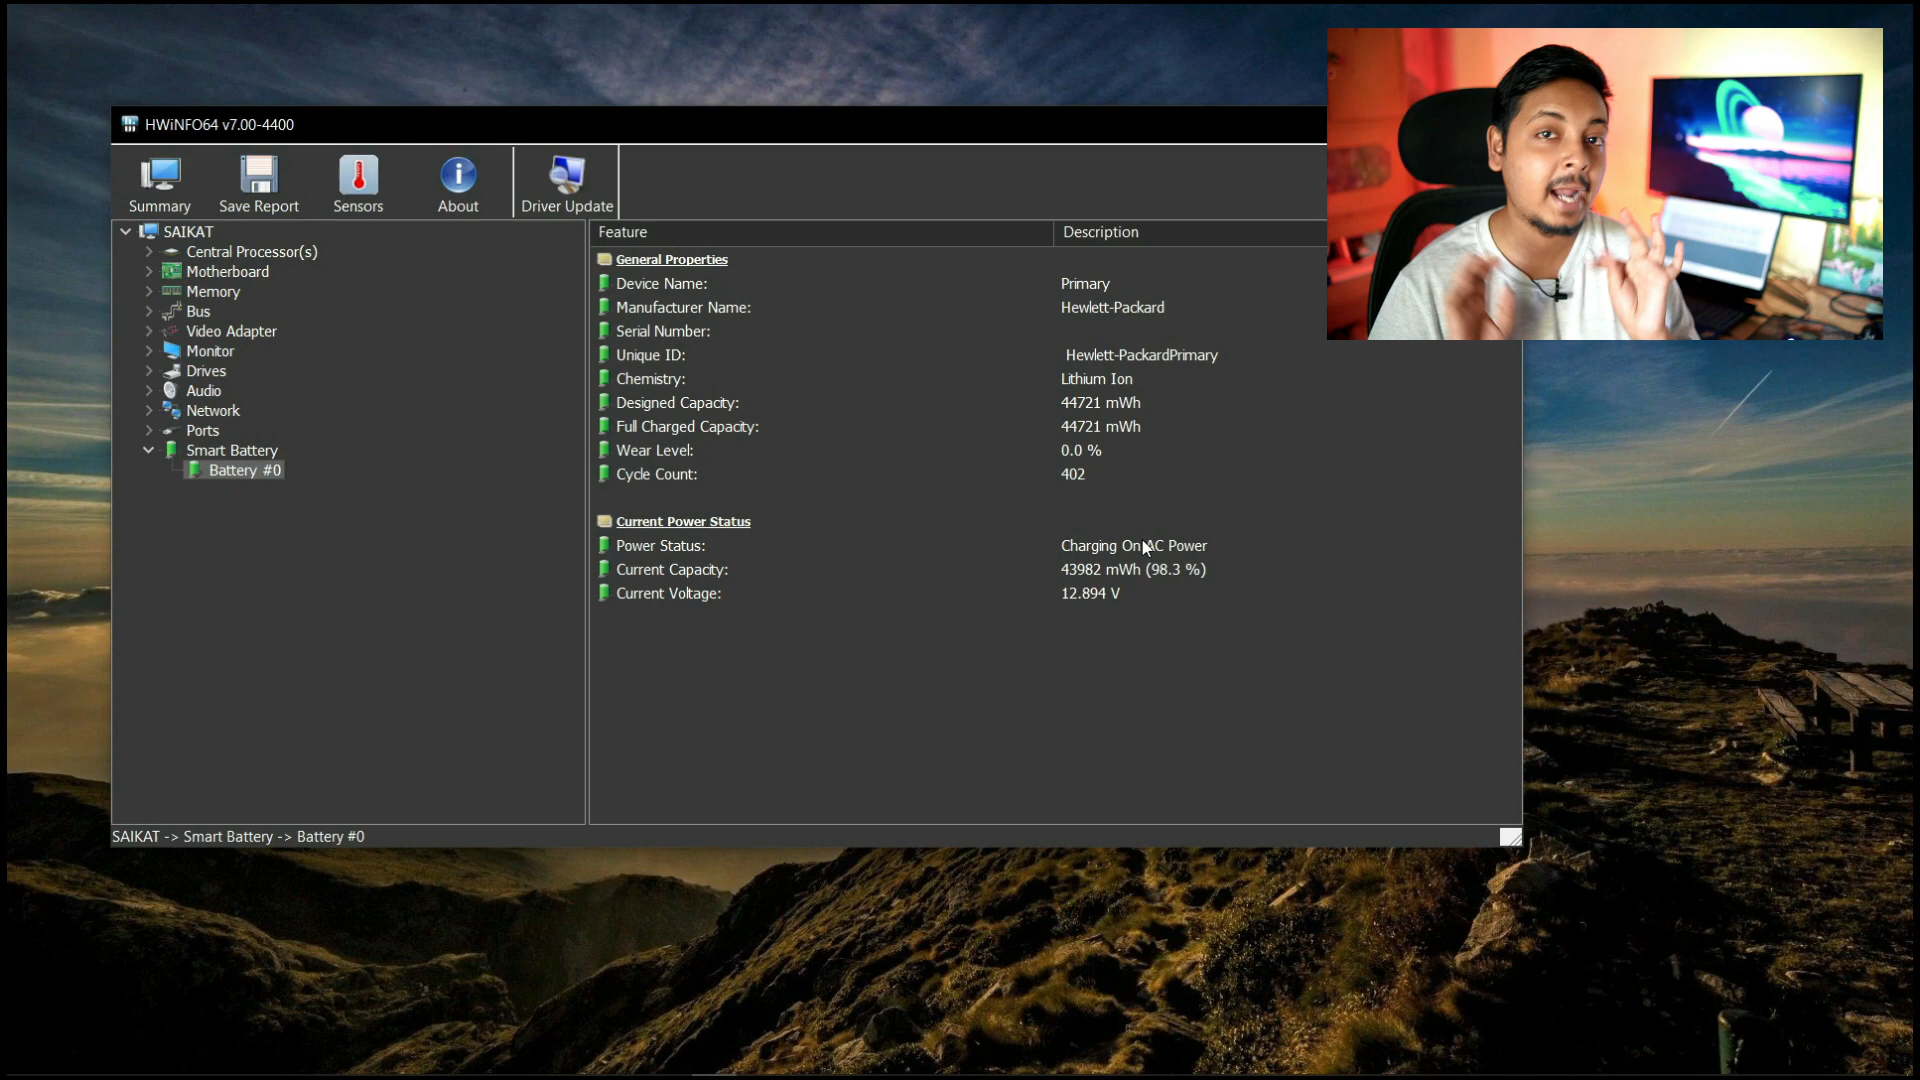 HWiNFO64 v7.00-4400
Summary
Save Report
Sensors
About
Driver Update
SAIKAT
Central Processor(s)
Motherboard
Memory
Bus
Video Adapter
Monitor
Drives
Audio
Network
Ports
Smart Battery
Battery #0
Feature Description
General Properties
Device Name: Primary
Manufacturer Name: Hewlett-Packard
Serial Number:
Unique ID: Hewlett-PackardPrimary
Chemistry: Lithium Ion
Designed Capacity: 44721 mWh
Full Charged Capacity: 44721 mWh
Wear Level: 0.0 %
Cycle Count: 402
Current Power Status
Power Status: Charging On AC Power
Current Capacity: 43982 mWh (98.3 %)
Current Voltage: 12.894 V
SAIKAT -> Smart Battery -> Battery #0